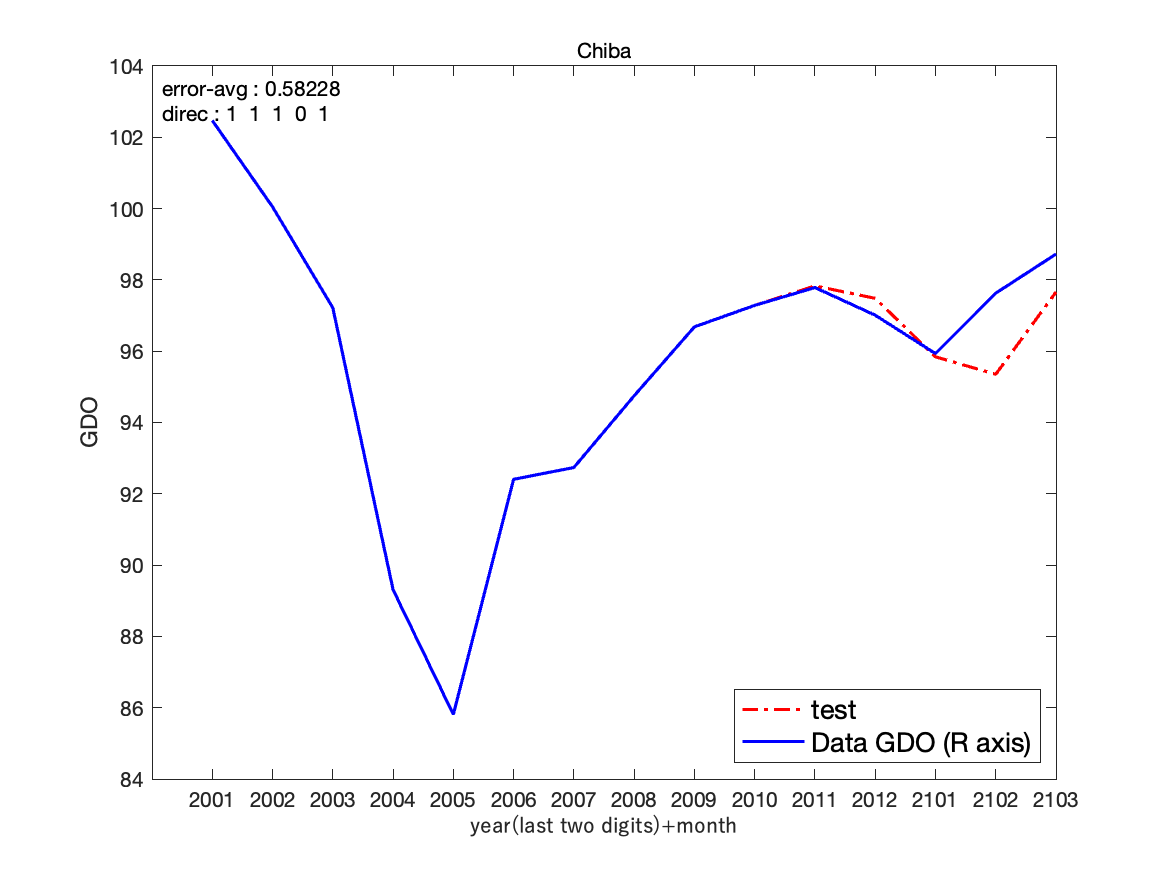 Chiba
error-avg : 0.58228
direc : 1 1 1 0 1
104
102
100
98
96
94
92
90
88
86
84
GDO
test
Data GDO (R axis)
2001 2002 2003 2004 2005 2006 2007 2008 2009 2010 2011 2012 2101 2102 2103
year(last two digits)+month